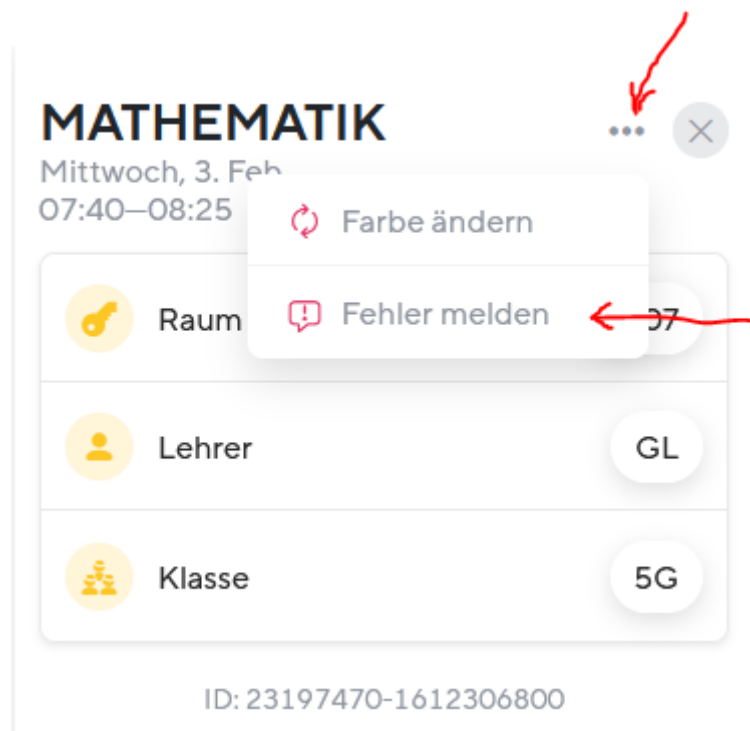 MATHEMATIK
Mittwoch, 3. Feb
07:40—08:25
Farbe ändern
Raum
Fehler melden
Lehrer
GL
Klasse
5G
ID: 23197470-1612306800